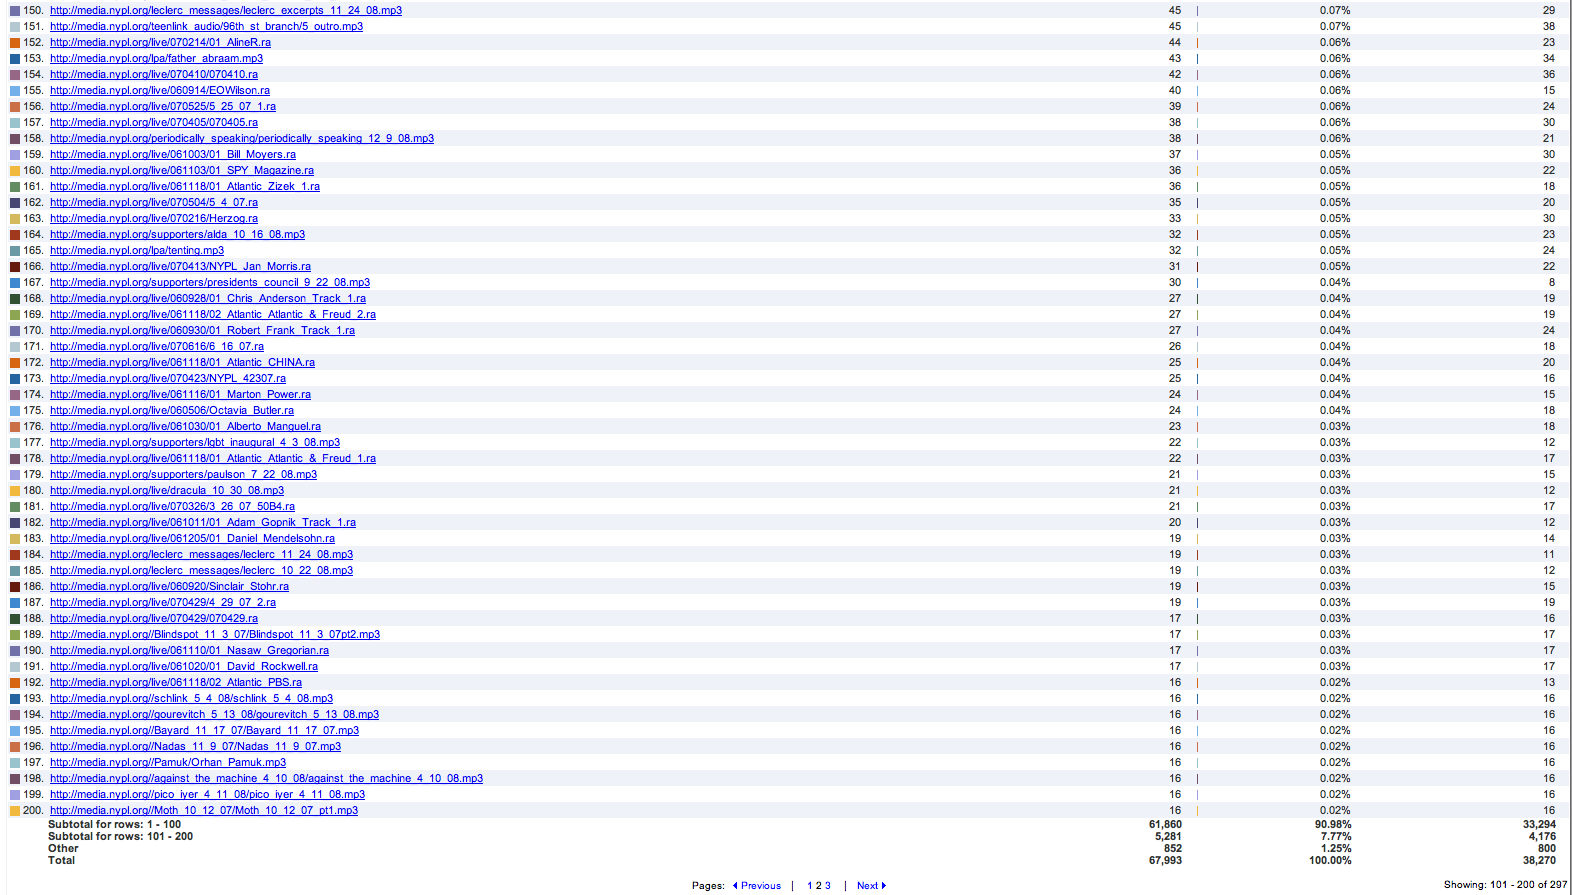 150. http://media.nypl.org/leclerc_messages/leclerc_excerpts_11_24_08.mp3 45 0.07% 29
151. http://media.nypl.org/teenlink_audio/96th_st_branch/5_outro.mp3 45 0.07% 38
152. http://media.nypl.org/live/070214/01_AlineR.ra 44 0.06% 23
153. http://media.nypl.org/lpa/father_abraam.mp3 43 0.06% 34
154. http://media.nypl.org/live/070410/070410.ra 42 0.06% 36
155. http://media.nypl.org/live/060914/EOWilson.ra 40 0.06% 15
156. http://media.nypl.org/live/070525/5_25_07_1.ra 39 0.06% 24
157. http://media.nypl.org/live/070405/070405.ra 38 0.06% 30
158. http://media.nypl.org/periodically_speaking/periodically_speaking_12_9_08.mp3 38 0.06% 21
159. http://media.nypl.org/live/061003/01_Bill_Moyers.ra 37 0.05% 30
160. http://media.nypl.org/live/061103/01_SPY_Magazine.ra 36 0.05% 22
161. http://media.nypl.org/live/061118/01_Atlantic_Zizek_1.ra 36 0.05% 18
162. http://media.nypl.org/live/070504/5_4_07.ra 35 0.05% 20
163. http://media.nypl.org/live/070216/Herzog.ra 33 0.05% 30
164. http://media.nypl.org/supporters/alda_10_16_08.mp3 32 0.05% 23
165. http://media.nypl.org/lpa/tenting.mp3 32 0.05% 24
166. http://media.nypl.org/live/070413/NYPL_Jan_Morris.ra 31 0.05% 22
167. http://media.nypl.org/supporters/presidents_council_9_22_08.mp3 30 0.04% 8
168. http://media.nypl.org/live/060928/01_Chris_Anderson_Track_1.ra 27 0.04% 19
169. http://media.nypl.org/live/061118/02_Atlantic_Atlantic_&_Freud_2.ra 27 0.04% 19
170. http://media.nypl.org/live/060930/01_Robert_Frank_Track_1.ra 27 0.04% 24
171. http://media.nypl.org/live/070616/6_16_07.ra 26 0.04% 18
172. http://media.nypl.org/live/061118/01_Atlantic_CHINA.ra 25 0.04% 20
173. http://media.nypl.org/live/070423/NYPL_42307.ra 25 0.04% 16
174. http://media.nypl.org/live/061116/01_Marton_Power.ra 24 0.04% 15
175. http://media.nypl.org/live/060506/Octavia_Butler.ra 24 0.04% 18
176. http://media.nypl.org/live/061030/01_Alberto_Manguel.ra 23 0.03% 18
177. http://media.nypl.org/supporters/lgbt_inaugural_4_3_08.mp3 22 0.03% 12
178. http://media.nypl.org/live/061118/01_Atlantic_Atlantic_&_Freud_1.ra 22 0.03% 17
179. http://media.nypl.org/supporters/paulson_7_22_08.mp3 21 0.03% 15
180. http://media.nypl.org/live/dracula_10_30_08.mp3 21 0.03% 12
181. http://media.nypl.org/live/070326/3_26_07_50B4.ra 21 0.03% 17
182. http://media.nypl.org/live/061011/01_Adam_Gopnik_Track_1.ra 20 0.03% 12
183. http://media.nypl.org/live/061205/01_Daniel_Mendelsohn.ra 19 0.03% 14
184. http://media.nypl.org/leclerc_messages/leclerc_11_24_08.mp3 19 0.03% 11
185. http://media.nypl.org/leclerc_messages/leclerc_10_22_08.mp3 19 0.03% 12
186. http://media.nypl.org/live/060920/Sinclair_Stohr.ra 19 0.03% 15
187. http://media.nypl.org/live/070429/4_29_07_2.ra 19 0.03% 19
188. http://media.nypl.org/live/070429/070429.ra 17 0.03% 16
189. http://media.nypl.org//Blindspot_11_3_07/Blindspot_11_3_07pt2.mp3 17 0.03% 17
190. http://media.nypl.org/live/061110/01_Nasaw_Gregorian.ra 17 0.03% 17
191. http://media.nypl.org/live/061020/01_David_Rockwell.ra 17 0.03% 17
192. http://media.nypl.org/live/061118/02_Atlantic_PBS.ra 16 0.02% 13
193. http://media.nypl.org//schlink_5_4_08/schlink_5_4_08.mp3 16 0.02% 16
194. http://media.nypl.org//gourevitch_5_13_08/gourevitch_5_13_08.mp3 16 0.02% 16
195. http://media.nypl.org//Bayard_11_17_07/Bayard_11_17_07.mp3 16 0.02% 16
196. http://media.nypl.org//Nadas_11_9_07/Nadas_11_9_07.mp3 16 0.02% 16
197. http://media.nypl.org//Pamuk/Orhan_Pamuk.mp3 16 0.02% 16
198. http://media.nypl.org//against_the_machine_4_10_08/against_the_machine_4_10_08.mp3 16 0.02% 16
199. http://media.nypl.org//pico_iyer_4_11_08/pico_iyer_4_11_08.mp3 16 0.02% 16
200. http://media.nypl.org//Moth_10_12_07/Moth_10_12_07_pt1.mp3 16 0.02% 16
Subtotal for rows: 1 - 100 61,860 90.98% 33,294
Subtotal for rows: 101 - 200 5,281 7.77% 4,176
Other 852 1.25% 800
Total 67,993 100.00% 38,270
Pages: Previous | 1 2 3 | Next Showing: 101 - 200 of 297